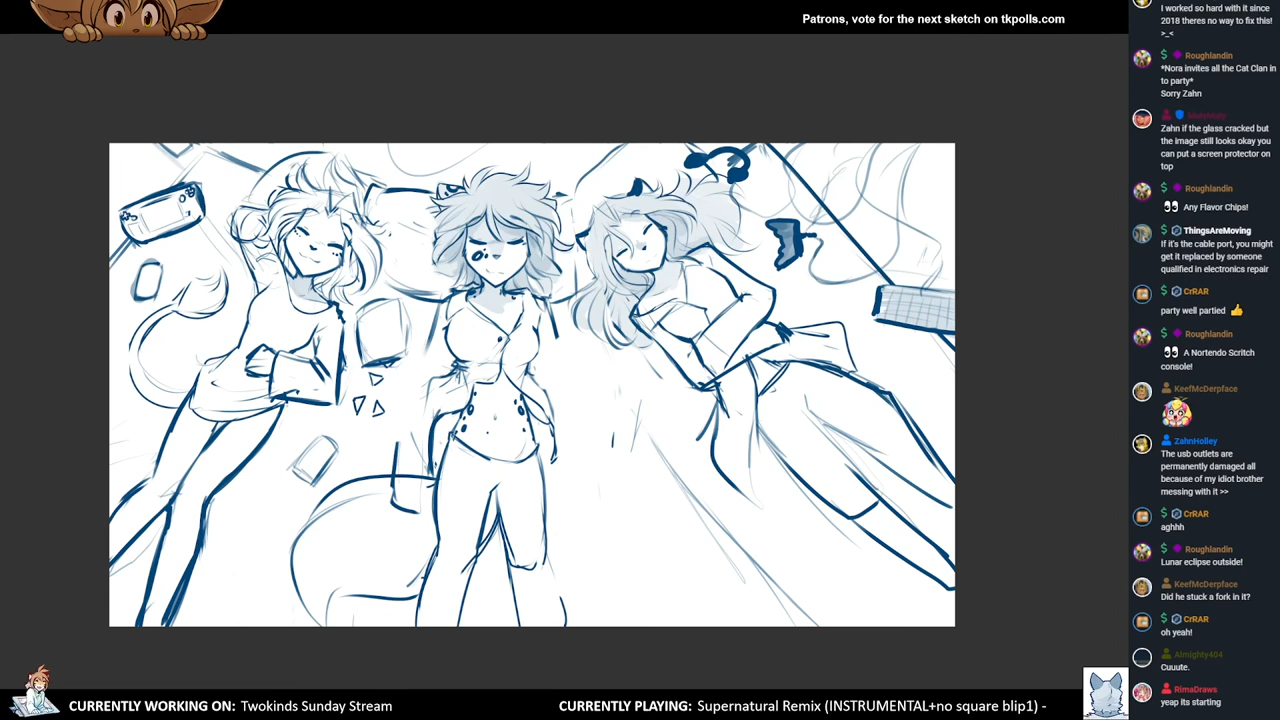 Patrons, vote for the next sketch on tkpolls.com
I worked so hard with it since
2018 theres no way to fix this!
>_<
Roughlandin
*Nora invites all the Cat Clan in
to party*
Sorry Zahn
Zahn if the glass cracked but
the image still looks okay you
can put a screen protector on
top
Roughlandin
👀 Any Flavor Chips!
ThingsAreMoving
If it's the cable port, you might
get it replaced by someone
qualified in electronics repair
CrRAR
party well partied 👍
Roughlandin
👀 A Nortendo Scritch
console!
KeefMcDerpface
ZahnHolley
The usb outlets are
permanently damaged all
because of my idiot brother
messing with it >>
CrRAR
aghhh
Roughlandin
Lunar eclipse outside!
KeefMcDerpface
Did he stuck a fork in it?
CrRAR
oh yeah!
Almighty404
Cuuute.
RimaDraws
yeap its starting
CURRENTLY WORKING ON: Twokinds Sunday Stream
CURRENTLY PLAYING: Supernatural Remix (INSTRUMENTAL+no square blip1) -